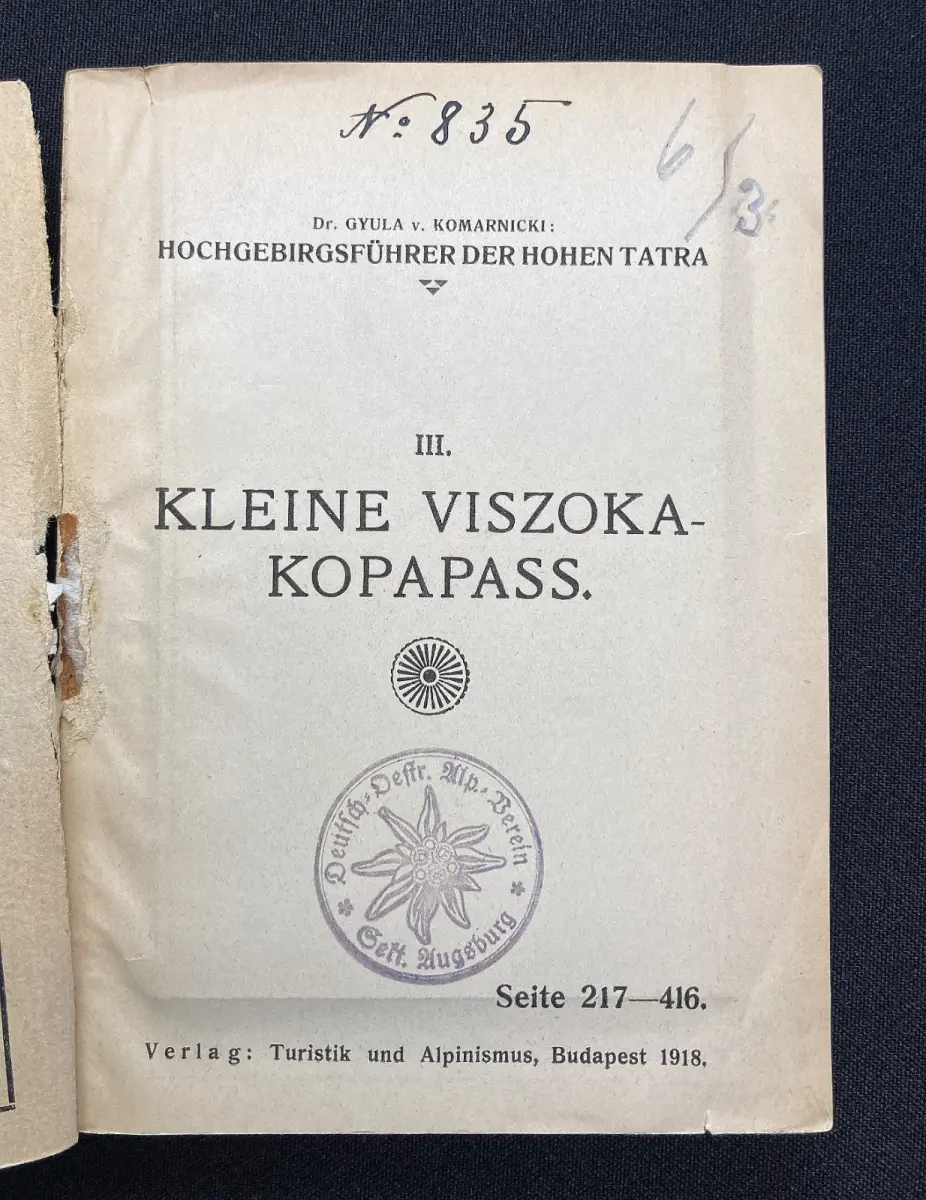 No 835
6/3.
Dr. GYULA v. KOMARNICKI:
HOCHGEBIRGSFÜHRER DER HOHEN TATRA
III.
KLEINE VISZOKA-
KOPAPASS.
Deutsch-Oestr. Alp.-Verein
Sekt. Augsburg
Seite 217—416.
Verlag: Turistik und Alpinismus, Budapest 1918.